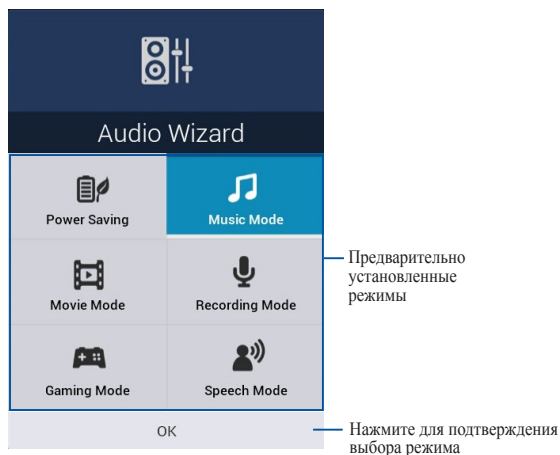 Audio Wizard
Power Saving
Music Mode
Movie Mode
Recording Mode
Gaming Mode
Speech Mode
OK
Предварительно
установленные
режимы
Нажмите для подтверждения
выбора режима